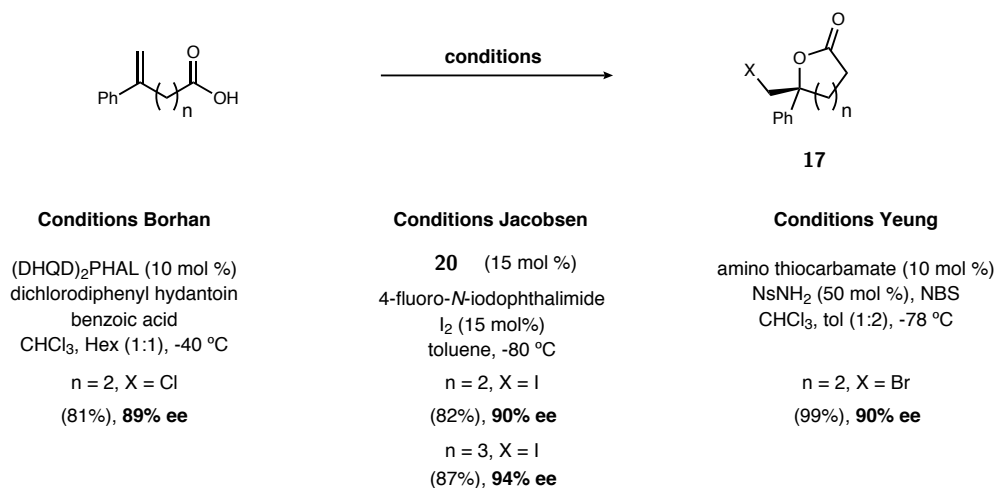 conditions
Ph
( )
n
O
OH
X
O
O
Ph
( )
n
17
Conditions Borhan
(DHQD)₂PHAL (10 mol %)
dichlorodiphenyl hydantoin
benzoic acid
CHCl₃, Hex (1:1), -40 ºC
n = 2, X = Cl
(81%), 89% ee
Conditions Jacobsen
20 (15 mol %)
4-fluoro-N-iodophthalimide
I₂ (15 mol%)
toluene, -80 ºC
n = 2, X = I
(82%), 90% ee
n = 3, X = I
(87%), 94% ee
Conditions Yeung
amino thiocarbamate (10 mol %)
NsNH₂ (50 mol %), NBS
CHCl₃, tol (1:2), -78 ºC
n = 2, X = Br
(99%), 90% ee